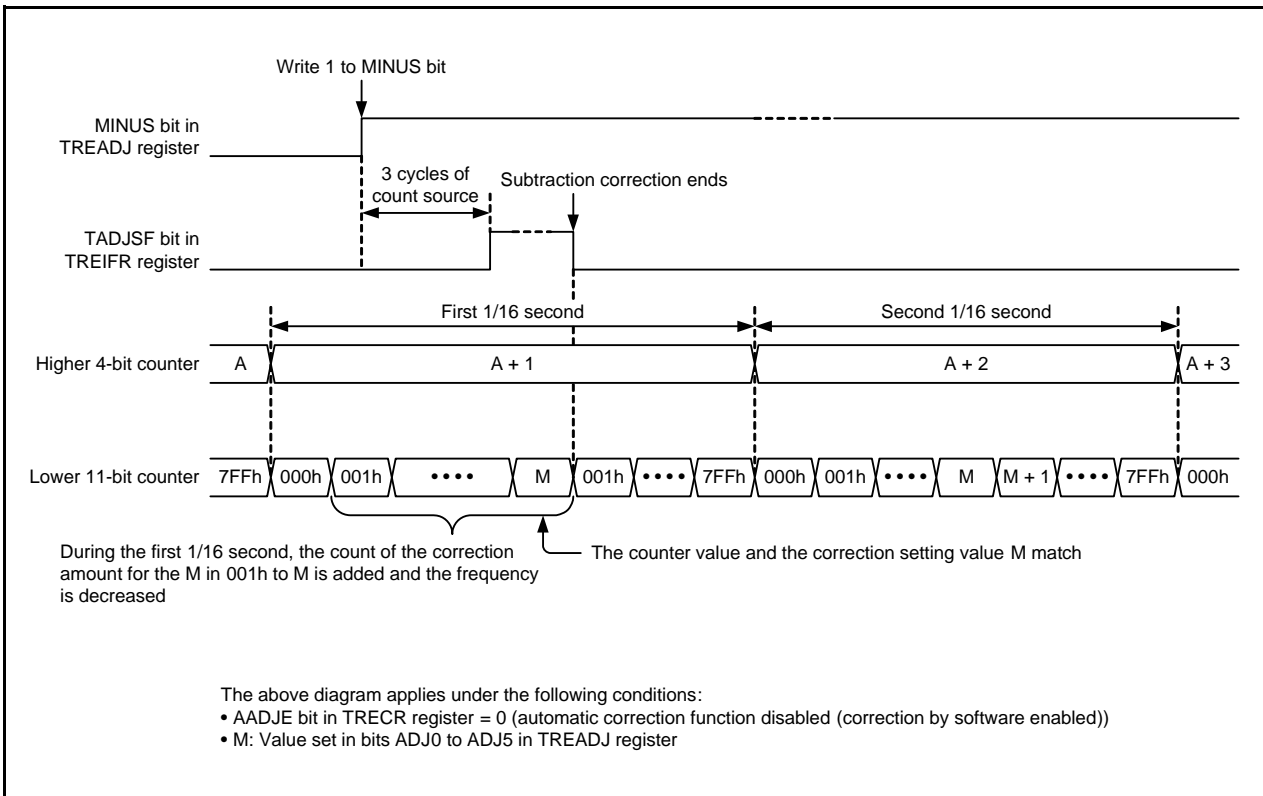 Write 1 to MINUS bit
MINUS bit in
TREADJ register
3 cycles of
count source
Subtraction correction ends
TADJSF bit in
TREIFR register
First 1/16 second
Second 1/16 second
Higher 4-bit counter
A
A + 1
A + 2
A + 3
Lower 11-bit counter
7FFh
000h
001h
••••
M
001h
••••
7FFh
000h
001h
••••
M
M + 1
••••
7FFh
000h
During the first 1/16 second, the count of the correction
amount for the M in 001h to M is added and the frequency
is decreased
The counter value and the correction setting value M match
The above diagram applies under the following conditions:
• AADJE bit in TRECR register = 0 (automatic correction function disabled (correction by software enabled))
• M: Value set in bits ADJ0 to ADJ5 in TREADJ register